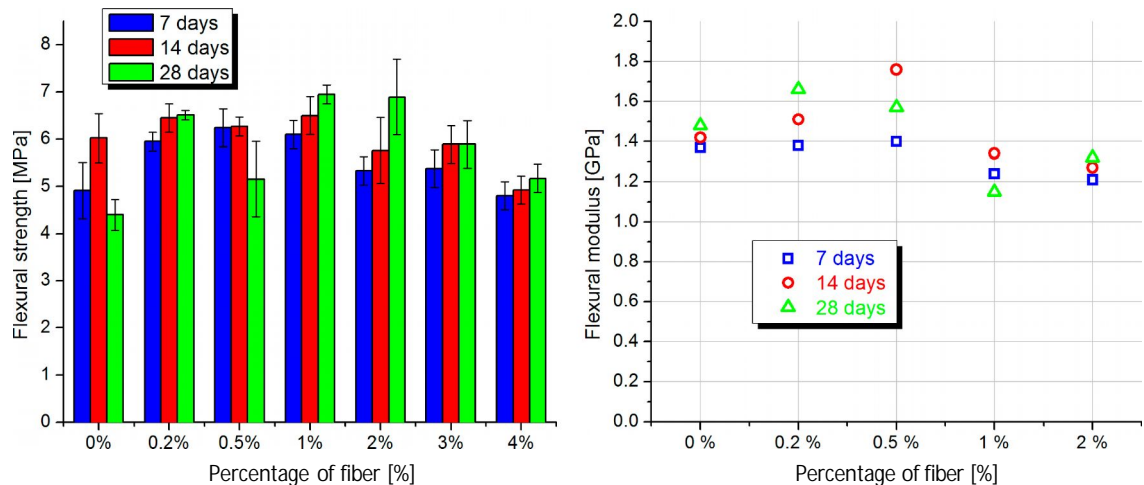 7 days
14 days
28 days
Flexural strength [MPa]
8
7
6
5
4
3
2
1
0
0% 0.2% 0.5% 1% 2% 3% 4%
Percentage of fiber [%]
Flexural modulus [GPa]
2.0
1.8
1.6
1.4
1.2
1.0
0.8
0.6
0.4
0.2
0.0
7 days
14 days
28 days
0 % 0.2 % 0.5 % 1 % 2 %
Percentage of fiber [%]